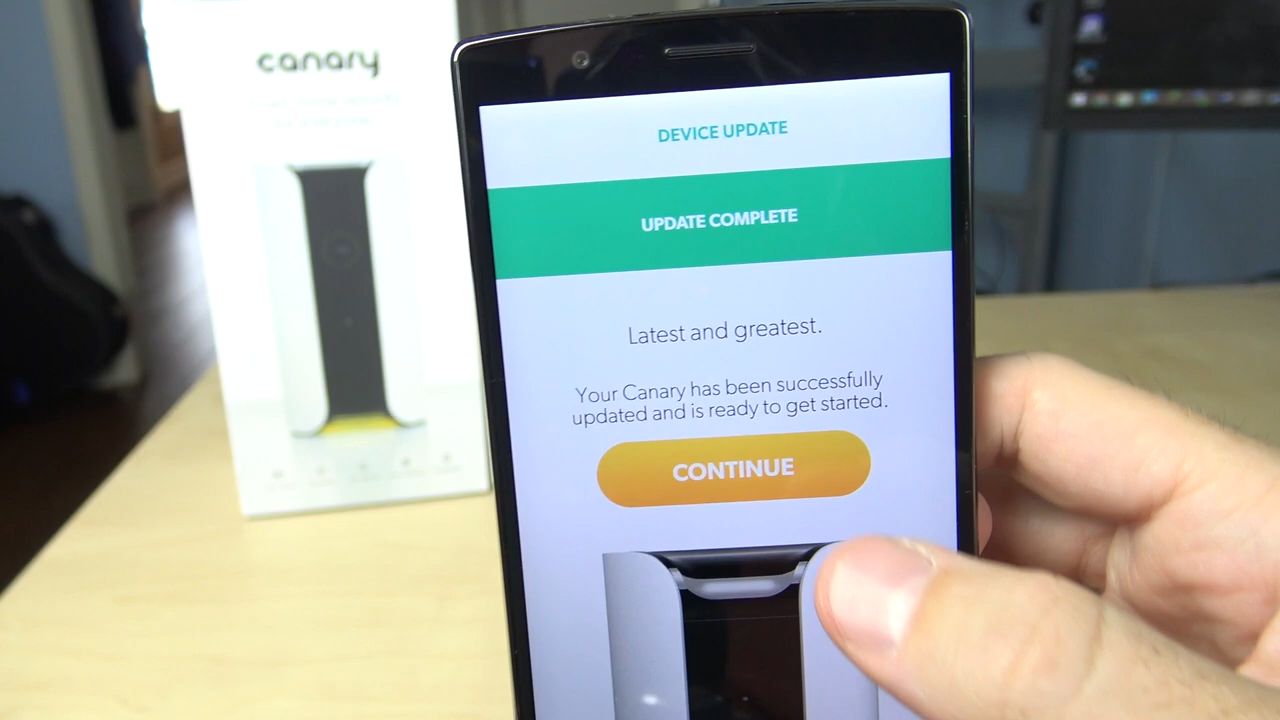 canary
DEVICE UPDATE
UPDATE COMPLETE
Latest and greatest.
Your Canary has been successfully
updated and is ready to get started.
CONTINUE